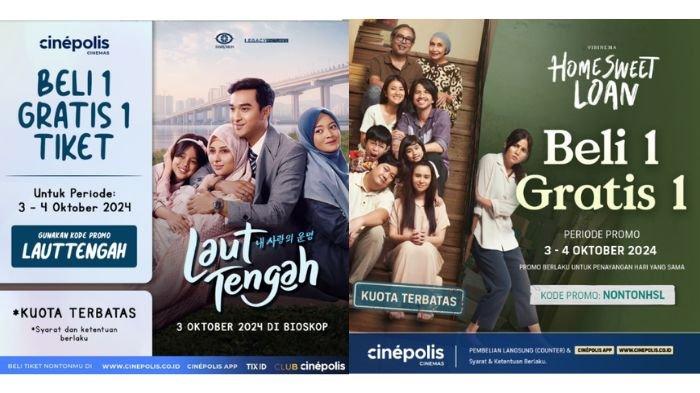 cinépolis
CINEMAS
BELI 1
GRATIS 1
TIKET
Untuk Periode:
3 - 4 Oktober 2024
GUNAKAN KODE PROMO
LAUTTENGAH
*KUOTA TERBATAS
*Syarat dan ketentuan
berlaku
내 사랑의 운명
Laut
Tengah
3 OKTOBER 2024 DI BIOSKOP
BELI TIKET NONTONMU DI WWW.CINEPOLIS.CO.ID CINÉPOLIS APP TIX ID CLUB cinépolis
VISINEMA
HOME SWEET
LOAN
Beli 1
Gratis 1
PERIODE PROMO
3 - 4 OKTOBER 2024
PROMO BERLAKU UNTUK PENAYANGAN HARI YANG SAMA
KODE PROMO: NONTONHSL
KUOTA TERBATAS
cinépolis
CINEMAS
PEMBELIAN LANGSUNG (COUNTER) & CINÉPOLIS APP WWW.CINEPOLIS.CO.ID
Syarat & Ketentuan Berlaku.